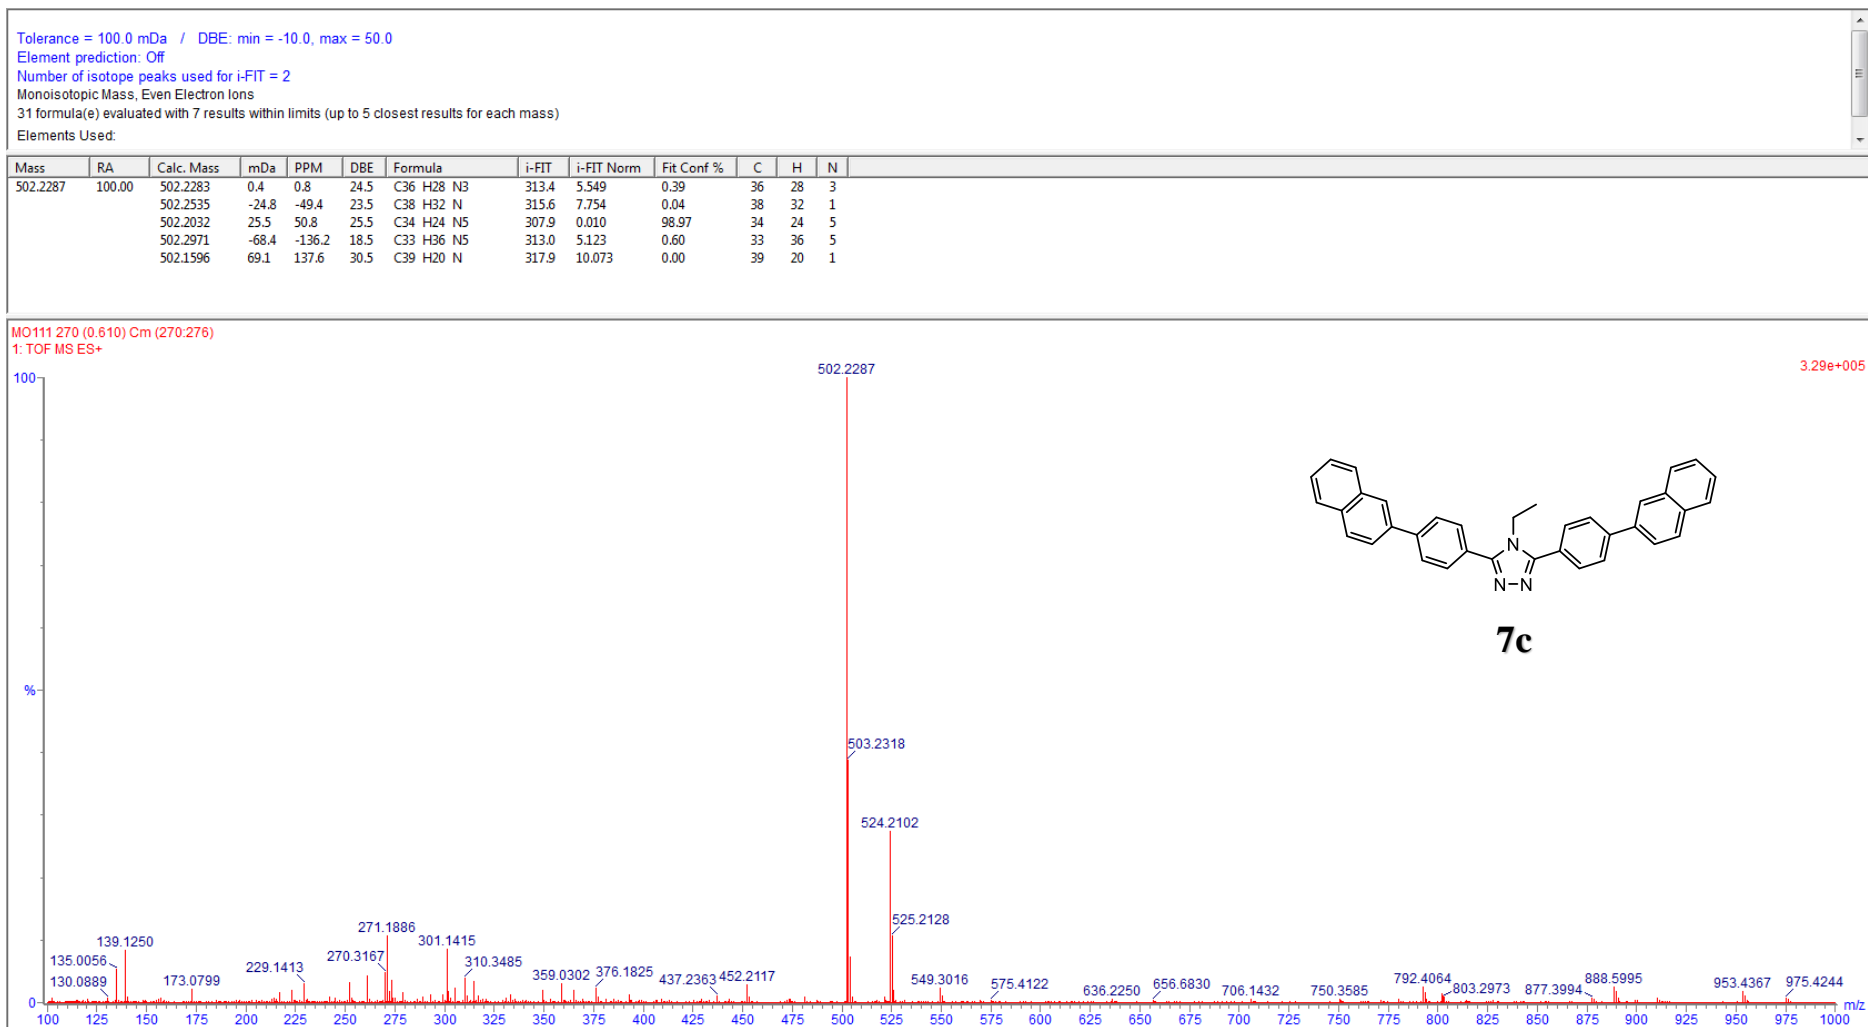 Tolerance = 100.0 mDa / DBE: min = -10.0, max = 50.0
Element prediction: Off
Number of isotope peaks used for i-FIT = 2
Monoisotopic Mass, Even Electron Ions
31 formula(e) evaluated with 7 results within limits (up to 5 closest results for each mass)
Elements Used:
Mass RA Calc. Mass mDa PPM DBE Formula i-FIT i-FIT Norm Fit Conf % C H N
502.2287 100.00 502.2283 0.4 0.8 24.5 C36 H28 N3 313.4 5.549 0.39 36 28 3
502.2535 -24.8 -49.4 23.5 C38 H32 N 315.6 7.754 0.04 38 32 1
502.2032 25.5 50.8 25.5 C34 H24 N5 307.9 0.010 98.97 34 24 5
502.2971 -68.4 -136.2 18.5 C33 H36 N5 313.0 5.123 0.60 33 36 5
502.1596 69.1 137.6 30.5 C39 H20 N 317.9 10.073 0.00 39 20 1
MO111 270 (0.610) Cm (270:276)
1: TOF MS ES+
3.29e+005
502.2287
100
N
N N
7c
%
503.2318
524.2102
525.2128
271.1886
139.1250
301.1415
135.0056
229.1413
270.3167
310.3485
130.0889
173.0799
359.0302
376.1825
437.2363
452.2117
549.3016
575.4122
636.2250
656.6830
706.1432
750.3585
792.4064
803.2973
877.3994
888.5995
953.4367
975.4244
0
m/z
100 125 150 175 200 225 250 275 300 325 350 375 400 425 450 475 500 525 550 575 600 625 650 675 700 725 750 775 800 825 850 875 900 925 950 975 1000